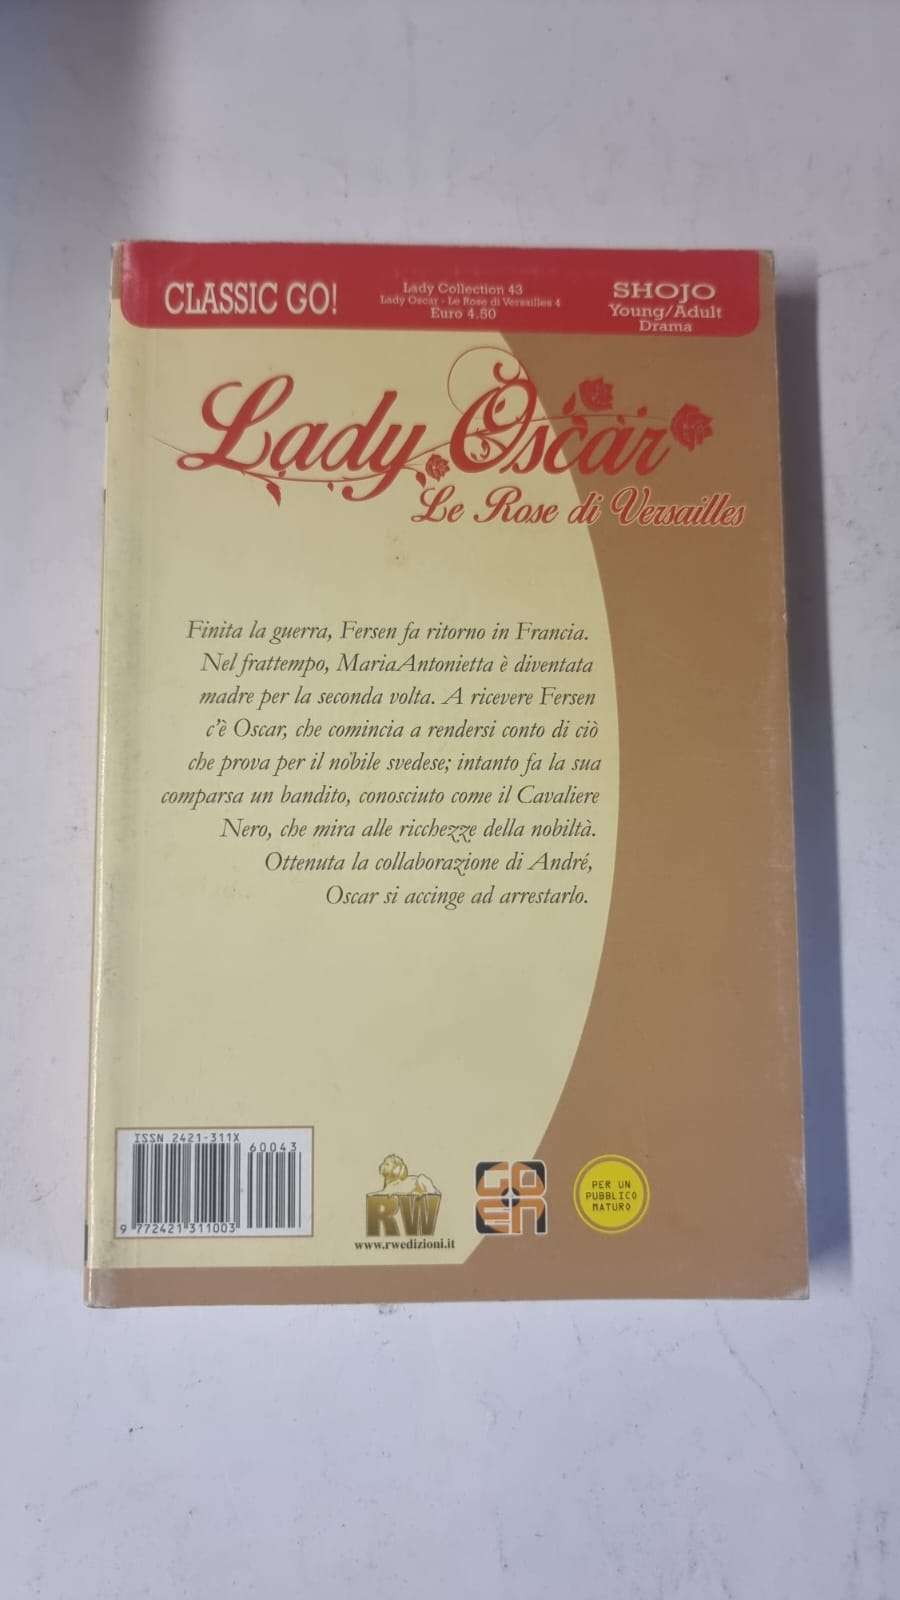 CLASSIC GO!
Lady Collection 43
Lady Oscar - Le Rose di Versailles 4
Euro 4.50
SHOJO
Young/Adult
Drama
Lady Oscar
Le Rose di Versailles
Finita la guerra, Fersen fa ritorno in Francia.
Nel frattempo, MariaAntonietta è diventata
madre per la seconda volta. A ricevere Fersen
c'è Oscar, che comincia a rendersi conto di ciò
che prova per il nobile svedese; intanto fa la sua
comparsa un bandito, conosciuto come il Cavaliere
Nero, che mira alle ricchezze della nobiltà.
Ottenuta la collaborazione di André,
Oscar si accinge ad arrestarlo.
ISSN 2421-311X
60043
9 772421 311003
RW
www.rwedizioni.it
GO
EN
PER UN
PUBBLICO
MATURO